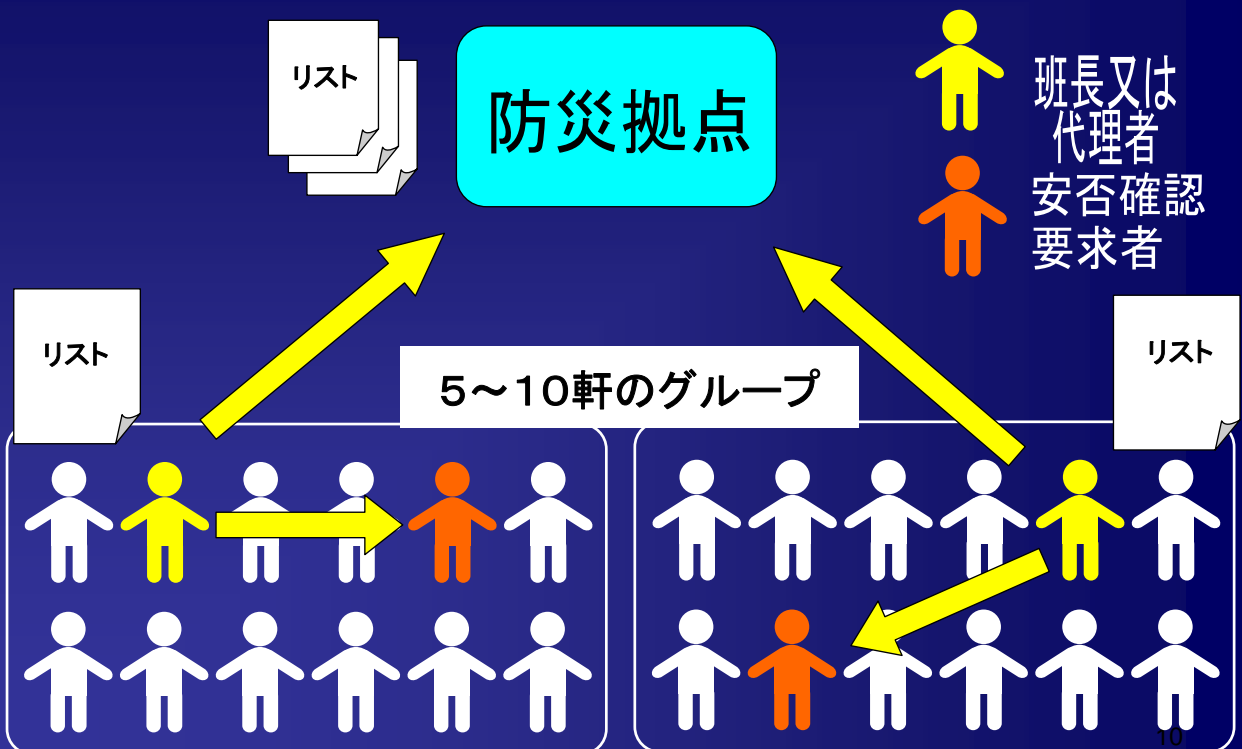 リスト
防災拠点
班長又は
代理者
安否確認
要求者
リスト
リスト
5~10軒のグループ
10